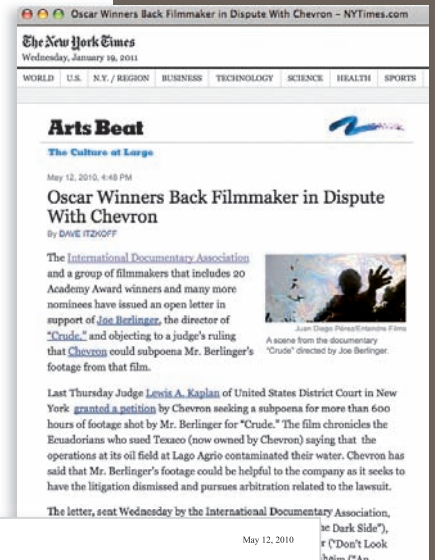 Oscar Winners Back Filmmaker in Dispute With Chevron – NYTimes.com
The New York Times
Wednesday, January 19, 2011
WORLD U.S. N.Y. / REGION BUSINESS TECHNOLOGY SCIENCE HEALTH SPORTS
Arts Beat
The Culture at Large
May 12, 2010, 4:48 PM
Oscar Winners Back Filmmaker in Dispute
With Chevron
By DAVE ITZKOFF
The International Documentary Association
and a group of filmmakers that includes 20
Academy Award winners and many more
nominees have issued an open letter in
support of Joe Berlinger, the director of
“Crude,” and objecting to a judge's ruling
that Chevron could subpoena Mr. Berlinger's
footage from that film.
Juan Diego Pérez/Entendre Films
A scene from the documentary
"Crude" directed by Joe Berlinger.
Last Thursday Judge Lewis A. Kaplan of United States District Court in New
York granted a petition by Chevron seeking a subpoena for more than 600
hours of footage shot by Mr. Berlinger for “Crude.” The film chronicles the
Ecuadorians who sued Texaco (now owned by Chevron) saying that the
operations at its oil field at Lago Agrio contaminated their water. Chevron has
said that Mr. Berlinger's footage could be helpful to the company as it seeks to
have the litigation dismissed and pursues arbitration related to the lawsuit.
The letter, sent Wednesday by the International Documentary Association,
May 12, 2010
he Dark Side”),
r (“Don't Look